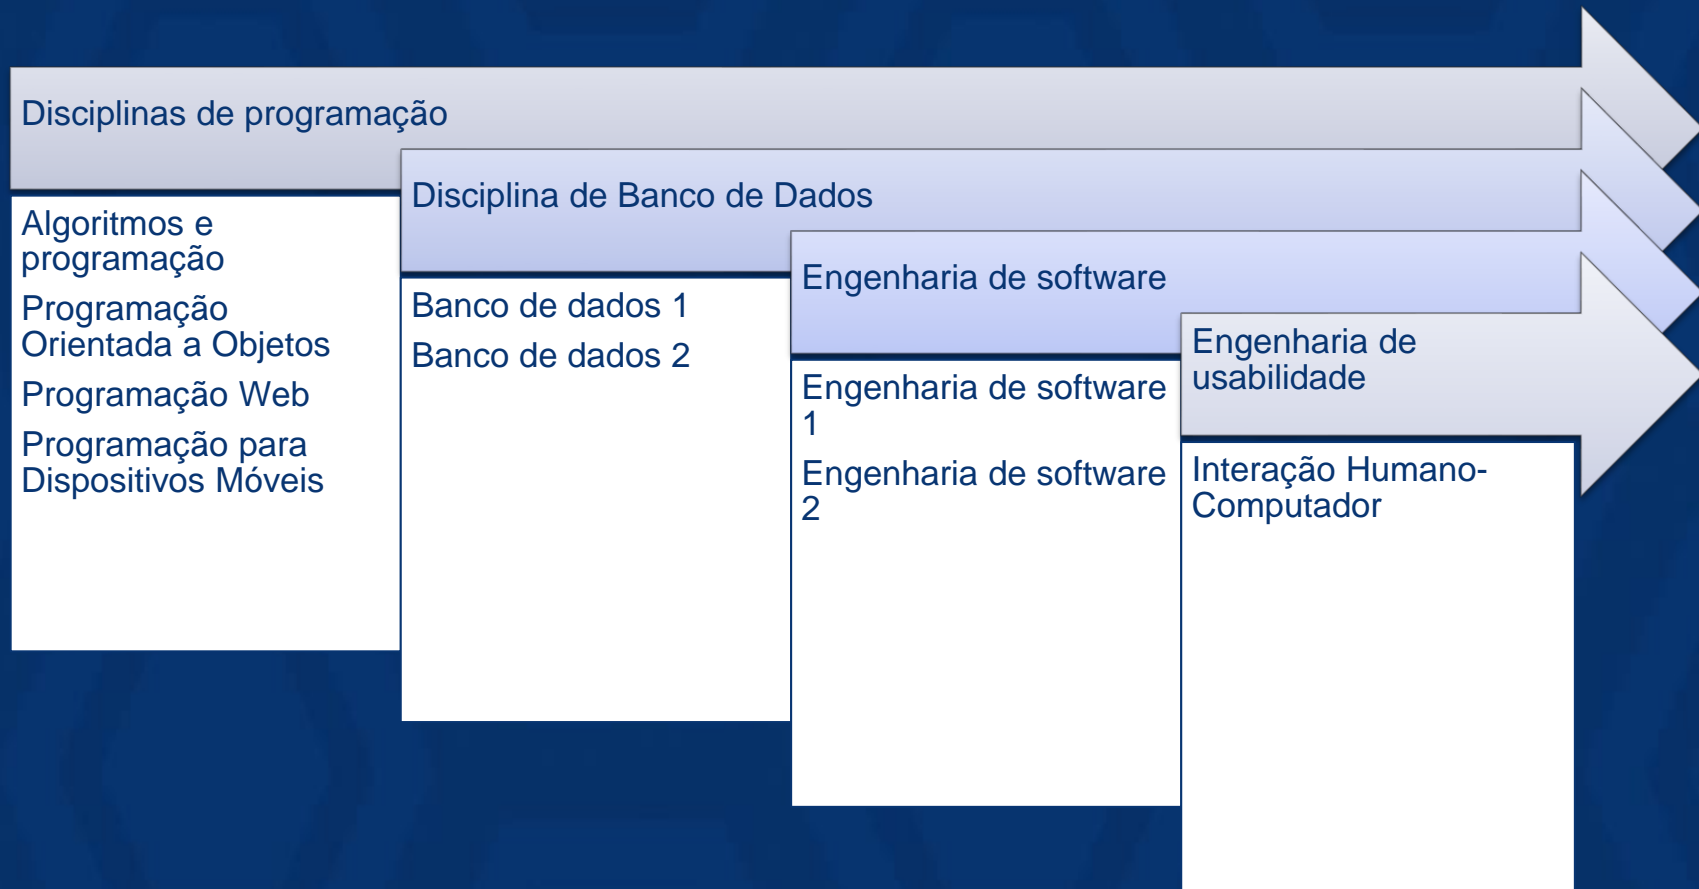 Disciplinas de programação
Algoritmos e
programação
Programação
Orientada a Objetos
Programação Web
Programação para
Dispositivos Móveis
Disciplina de Banco de Dados
Banco de dados 1
Banco de dados 2
Engenharia de software
Engenharia de software
1
Engenharia de software
2
Engenharia de
usabilidade
Interação Humano-
Computador